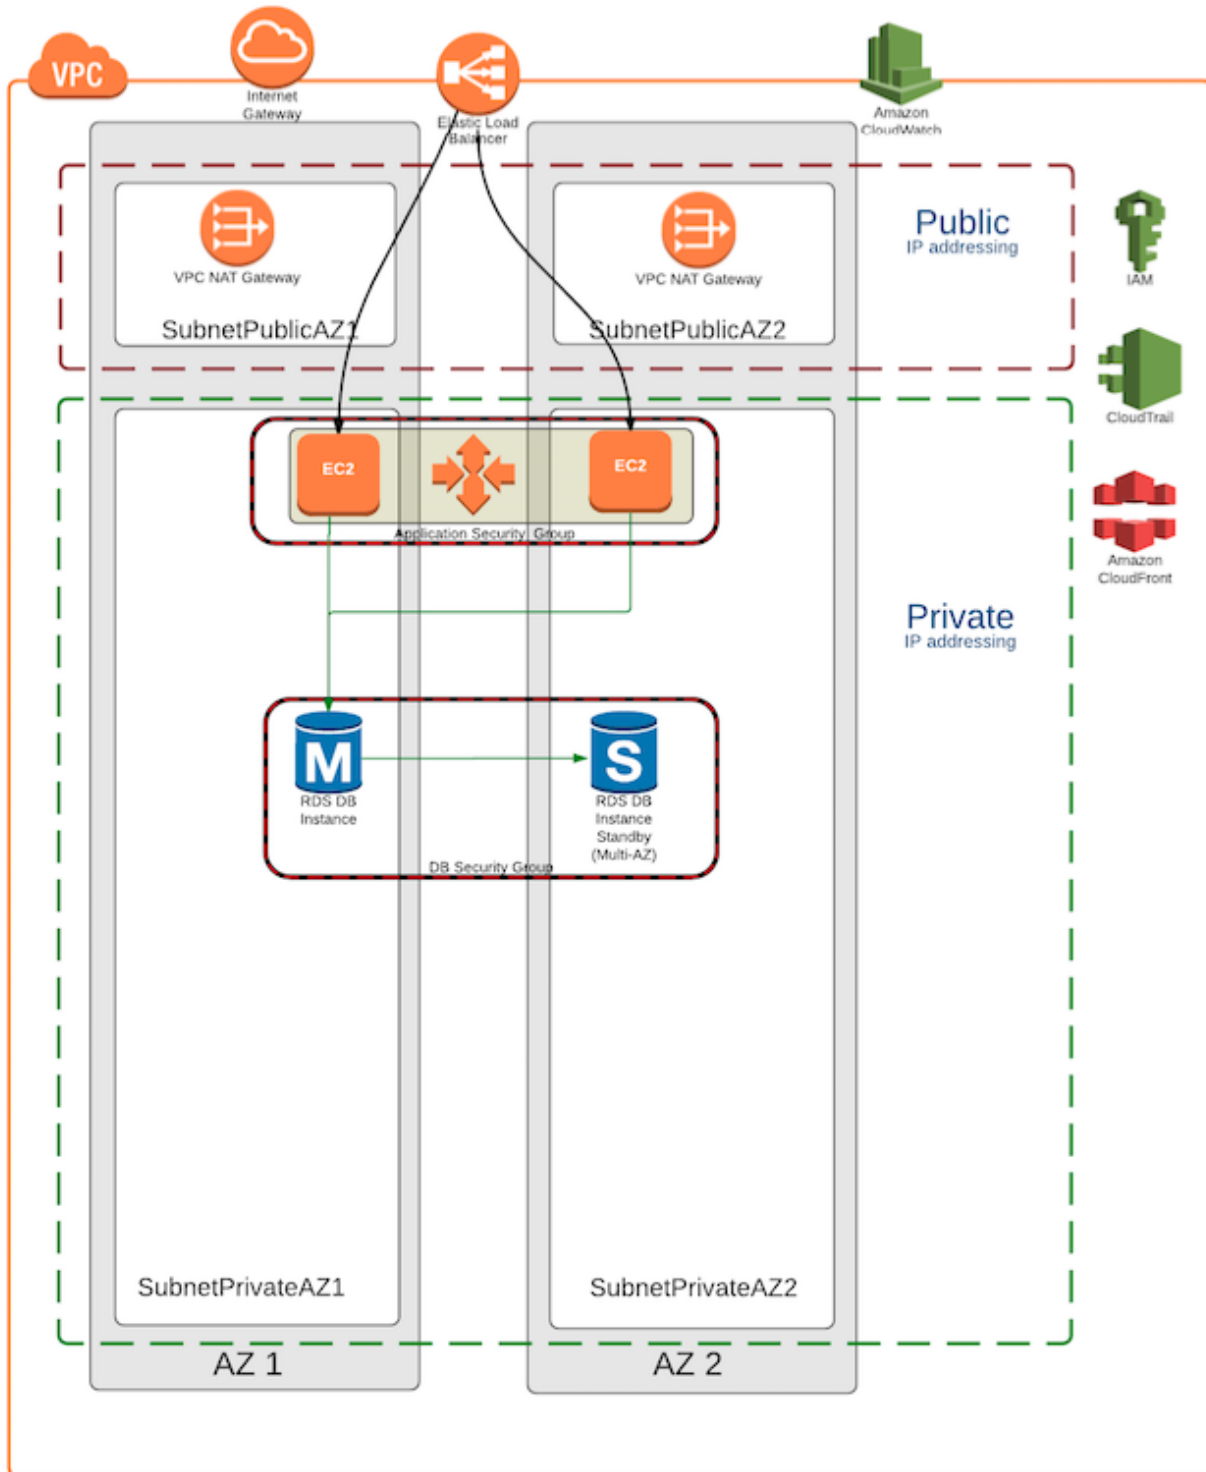 VPC
Internet
Gateway
Elastic Load
Balancer
Amazon
CloudWatch
VPC NAT Gateway
SubnetPublicAZ1
VPC NAT Gateway
SubnetPublicAZ2
Public
IP addressing
IAM
CloudTrail
Amazon
CloudFront
EC2
EC2
Application Security Group
Private
IP addressing
M
RDS DB
Instance
S
RDS DB
Instance
Standby
(Multi-AZ)
DB Security Group
SubnetPrivateAZ1
SubnetPrivateAZ2
AZ 1
AZ 2